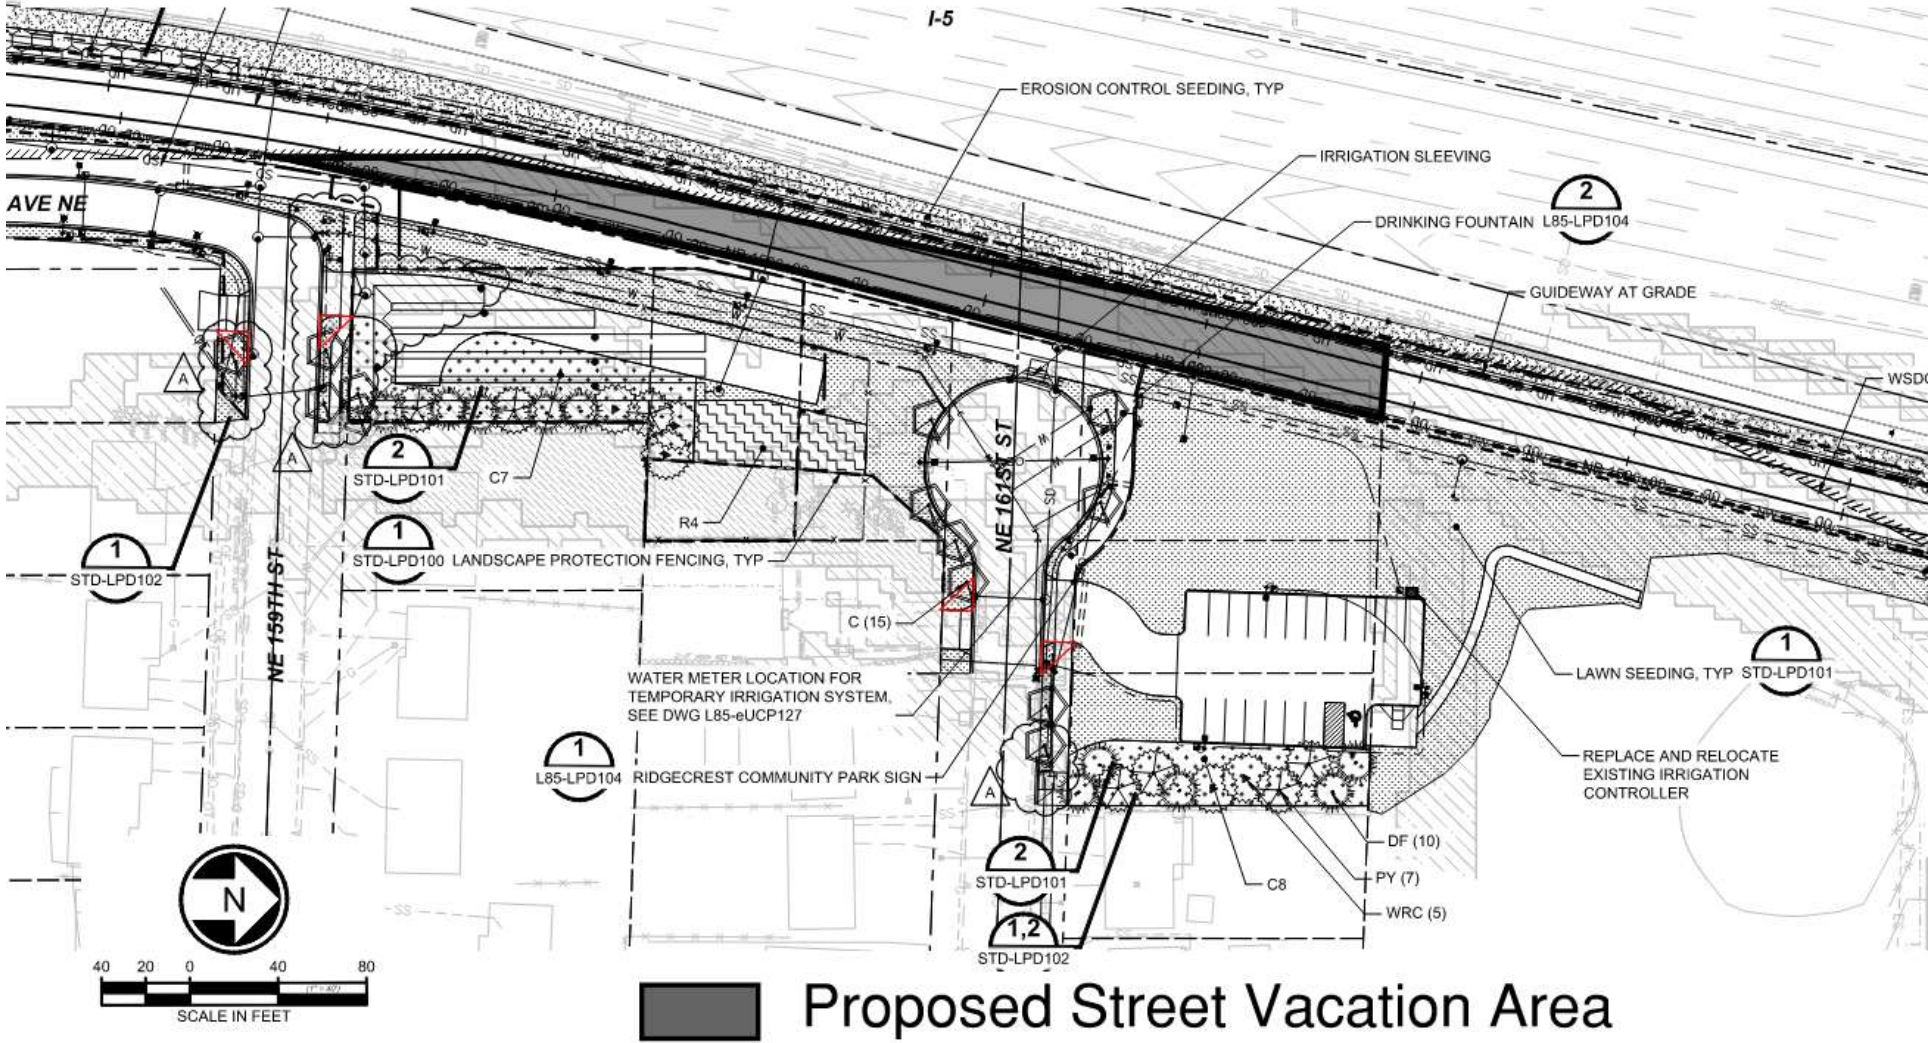 I-5
EROSION CONTROL SEEDING, TYP
IRRIGATION SLEEVING
2
DRINKING FOUNTAIN L85-LPD104
AVE NE
GUIDEWAY AT GRADE
A
WSDO
A
2
STD-LPD101
C7
R4
NE 161ST ST
1
STD-LPD102
1
STD-LPD100 LANDSCAPE PROTECTION FENCING, TYP
NE 159TH ST
C (15)
WATER METER LOCATION FOR
TEMPORARY IRRIGATION SYSTEM,
SEE DWG L85-eUCP127
1
LAWN SEEDING, TYP STD-LPD101
1
L85-LPD104 RIDGECREST COMMUNITY PARK SIGN
A
REPLACE AND RELOCATE
EXISTING IRRIGATION
CONTROLLER
DF (10)
2
STD-LPD101
C8
PY (7)
WRC (5)
N
1,2
STD-LPD102
40 20 0 40 80
(1" = 40')
SCALE IN FEET
Proposed Street Vacation Area